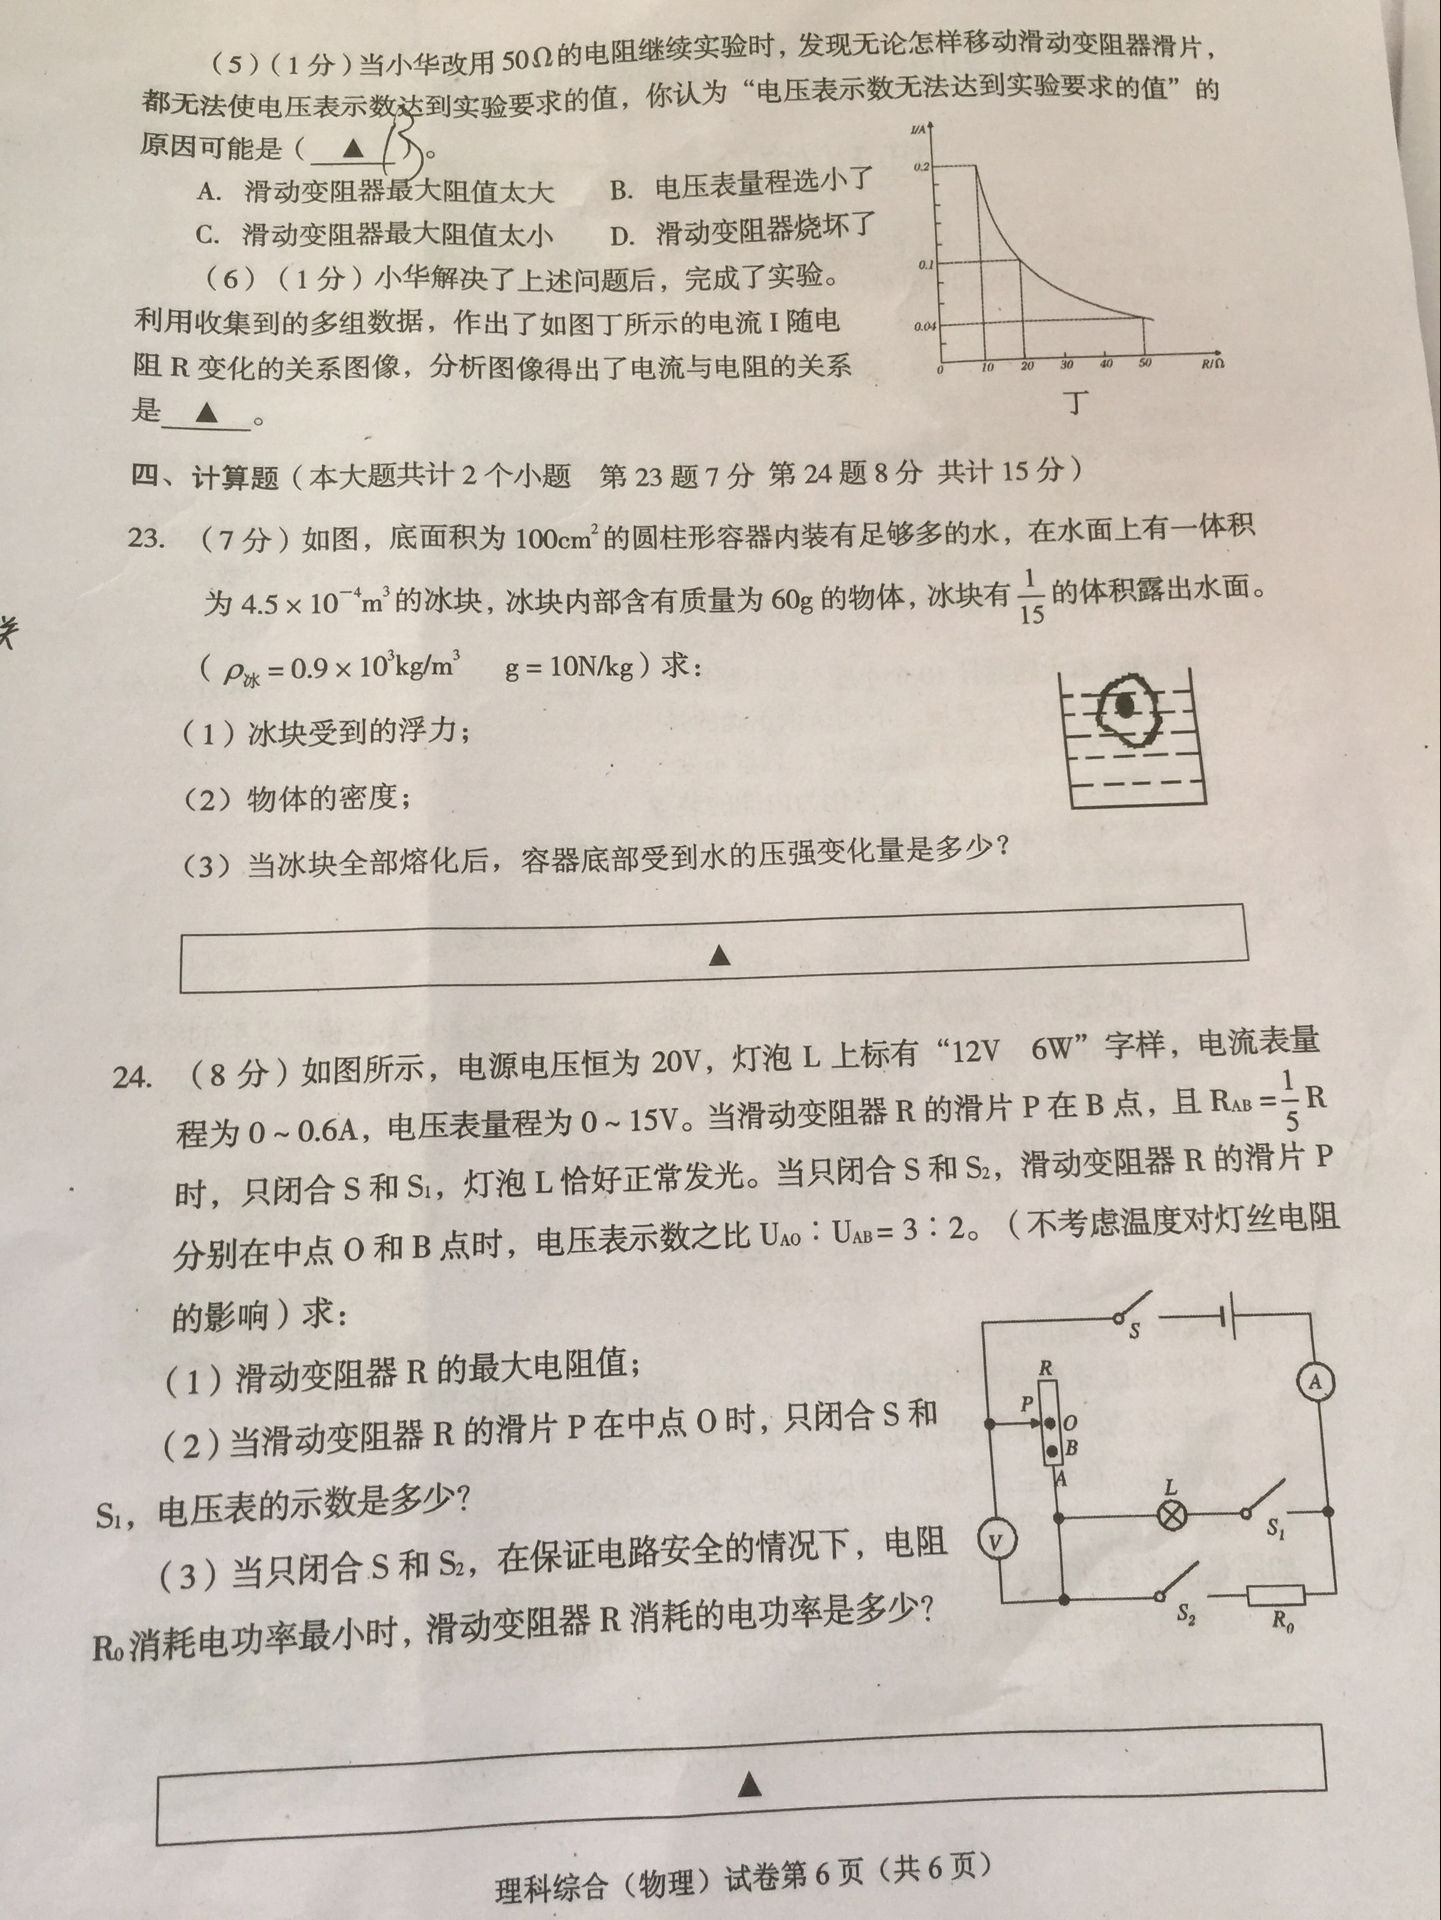 （5）（1分）当小华改用50Ω的电阻继续实验时，发现无论怎样移动滑动变阻器滑片，
都无法使电压表示数达到实验要求的值，你认为“电压表示数无法达到实验要求的值”的
原因可能是（ ▲ ）。
B
A. 滑动变阻器最大阻值太大 B. 电压表量程选小了
C. 滑动变阻器最大阻值太小 D. 滑动变阻器烧坏了
（6）（1分）小华解决了上述问题后，完成了实验。
利用收集到的多组数据，作出了如图丁所示的电流I随电
阻R变化的关系图像，分析图像得出了电流与电阻的关系
是 ▲ 。
I/A
0.2
0.1
0.04
0 10 20 30 40 50 R/Ω
丁
四、计算题（本大题共计2个小题 第23题7分 第24题8分 共计15分）
23. （7分）如图，底面积为100cm²的圆柱形容器内装有足够多的水，在水面上有一体积
为4.5×10⁻⁴m³的冰块，冰块内部含有质量为60g的物体，冰块有1/15的体积露出水面。
（ρ冰=0.9×10³kg/m³ g=10N/kg）求：
（1）冰块受到的浮力；
（2）物体的密度；
（3）当冰块全部熔化后，容器底部受到水的压强变化量是多少？
▲
24. （8分）如图所示，电源电压恒为20V，灯泡L上标有“12V 6W”字样，电流表量
程为0~0.6A，电压表量程为0~15V。当滑动变阻器R的滑片P在B点，且RAB=1/5R
时，只闭合S和S₁，灯泡L恰好正常发光。当只闭合S和S₂，滑动变阻器R的滑片P
分别在中点O和B点时，电压表示数之比UAO：UAB=3：2。（不考虑温度对灯丝电阻
的影响）求：
（1）滑动变阻器R的最大电阻值；
（2）当滑动变阻器R的滑片P在中点O时，只闭合S和
S₁，电压表的示数是多少？
（3）当只闭合S和S₂，在保证电路安全的情况下，电阻
R₀消耗电功率最小时，滑动变阻器R消耗的电功率是多少？
S
A
R
P
O
B
A
L
S₁
V
S₂
R₀
▲
理科综合（物理）试卷第6页（共6页）